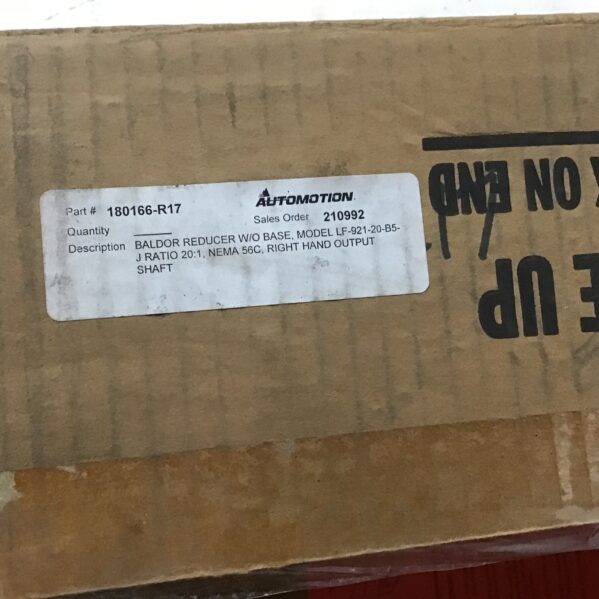 AUTOMOTION
Part # 180166-R17
Sales Order 210992
Quantity
Description BALDOR REDUCER W/O BASE, MODEL LF-921-20-B5-
J RATIO 20:1, NEMA 56C, RIGHT HAND OUTPUT
SHAFT
ON END
UP